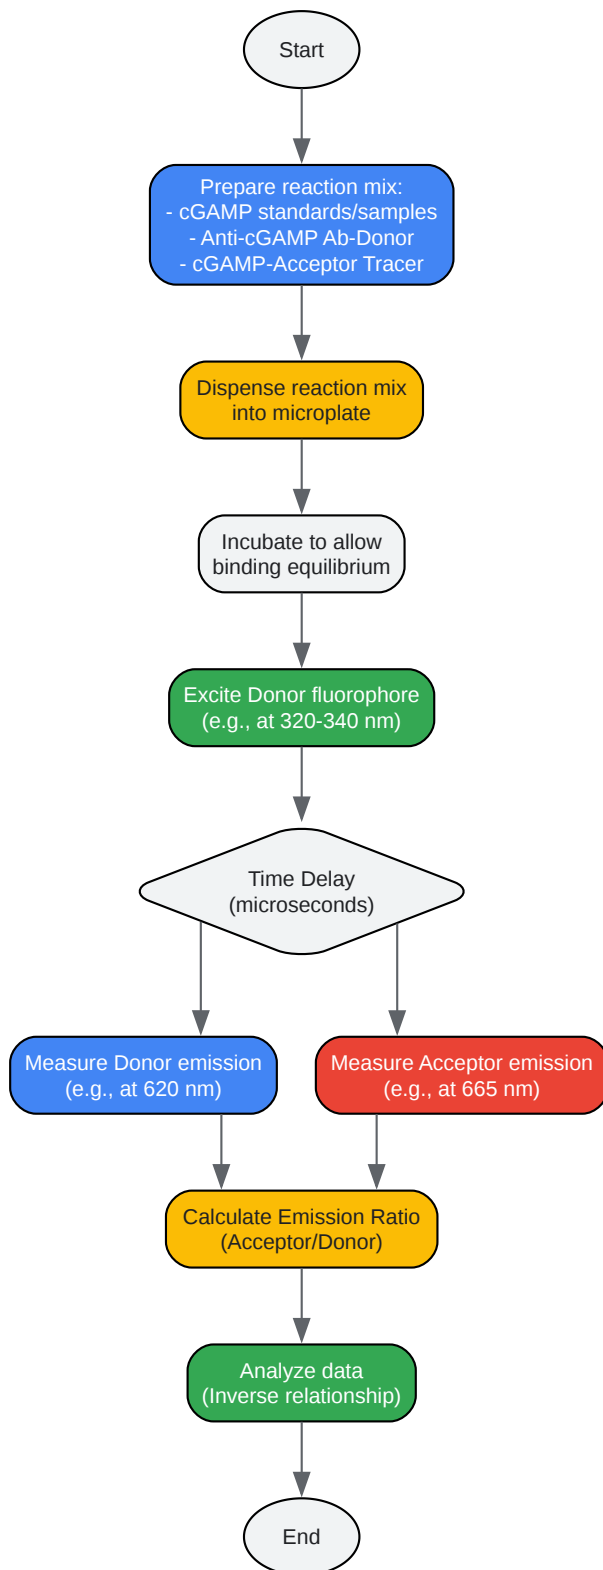 Start
Prepare reaction mix:
- cGAMP standards/samples
- Anti-cGAMP Ab-Donor
- cGAMP-Acceptor Tracer
Dispense reaction mix
into microplate
Incubate to allow
binding equilibrium
Excite Donor fluorophore
(e.g., at 320-340 nm)
Time Delay
(microseconds)
Measure Donor emission
(e.g., at 620 nm)
Measure Acceptor emission
(e.g., at 665 nm)
Calculate Emission Ratio
(Acceptor/Donor)
Analyze data
(Inverse relationship)
End